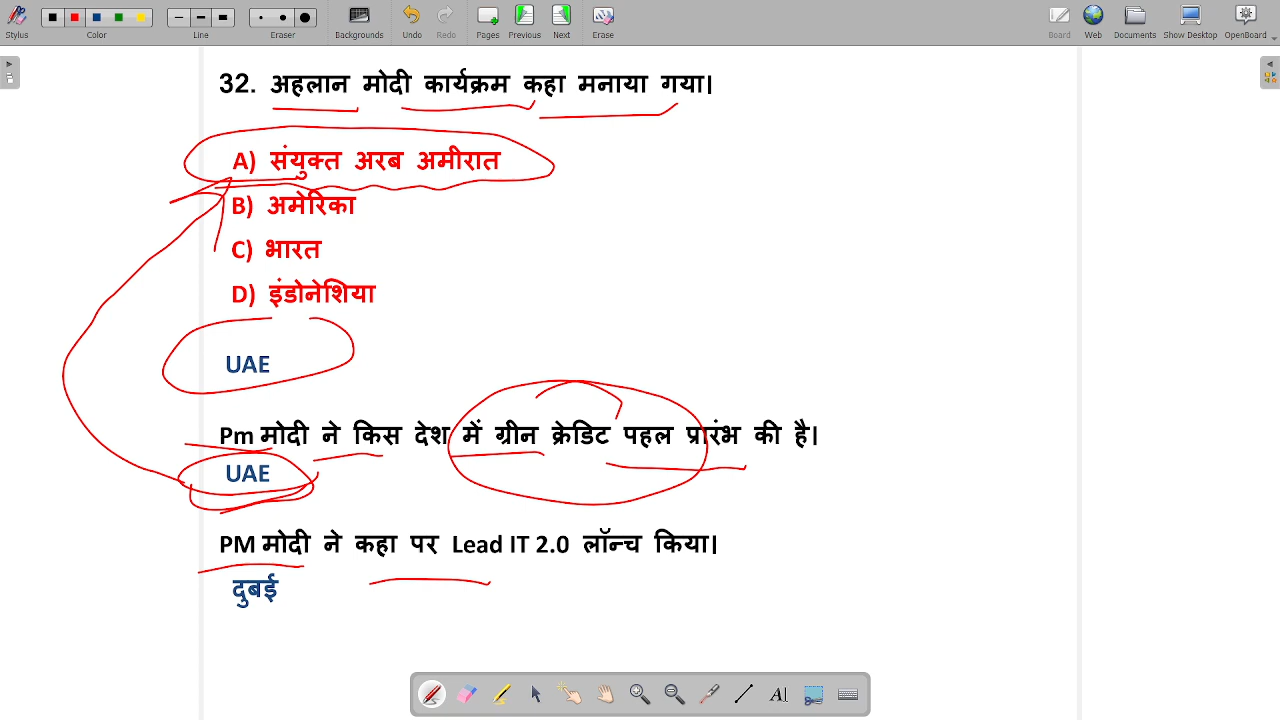 Stylus
Color
Line
Eraser
Backgrounds
Undo
Redo
Pages
Previous
Next
Erase
Board
Web
Documents
Show Desktop
OpenBoard
32. अहलान मोदी कार्यक्रम कहा मनाया गया।
A) संयुक्त अरब अमीरात
B) अमेरिका
C) भारत
D) इंडोनेशिया
UAE
Pm मोदी ने किस देश में ग्रीन क्रेडिट पहल प्रारंभ की है।
UAE
PM मोदी ने कहा पर Lead IT 2.0 लॉन्च किया।
दुबई